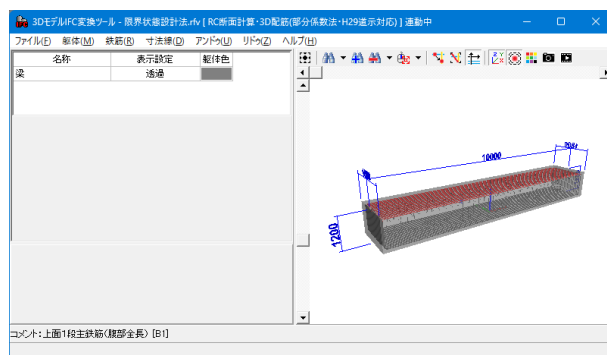 3DモデルIFC変換ツール - 限界状態設計法.rfv [ RC断面計算・3D配筋(部分係数法・H29道示対応) ] 連動中
ファイル(F) 躯体(M) 鉄筋(R) 寸法線(D) アンドゥ(U) リドゥ(Z) ヘルプ(H)
名称 表示設定 躯体色
梁 透過
10000
1200
コメント: 上面1段主鉄筋(腹部全長) [B1]